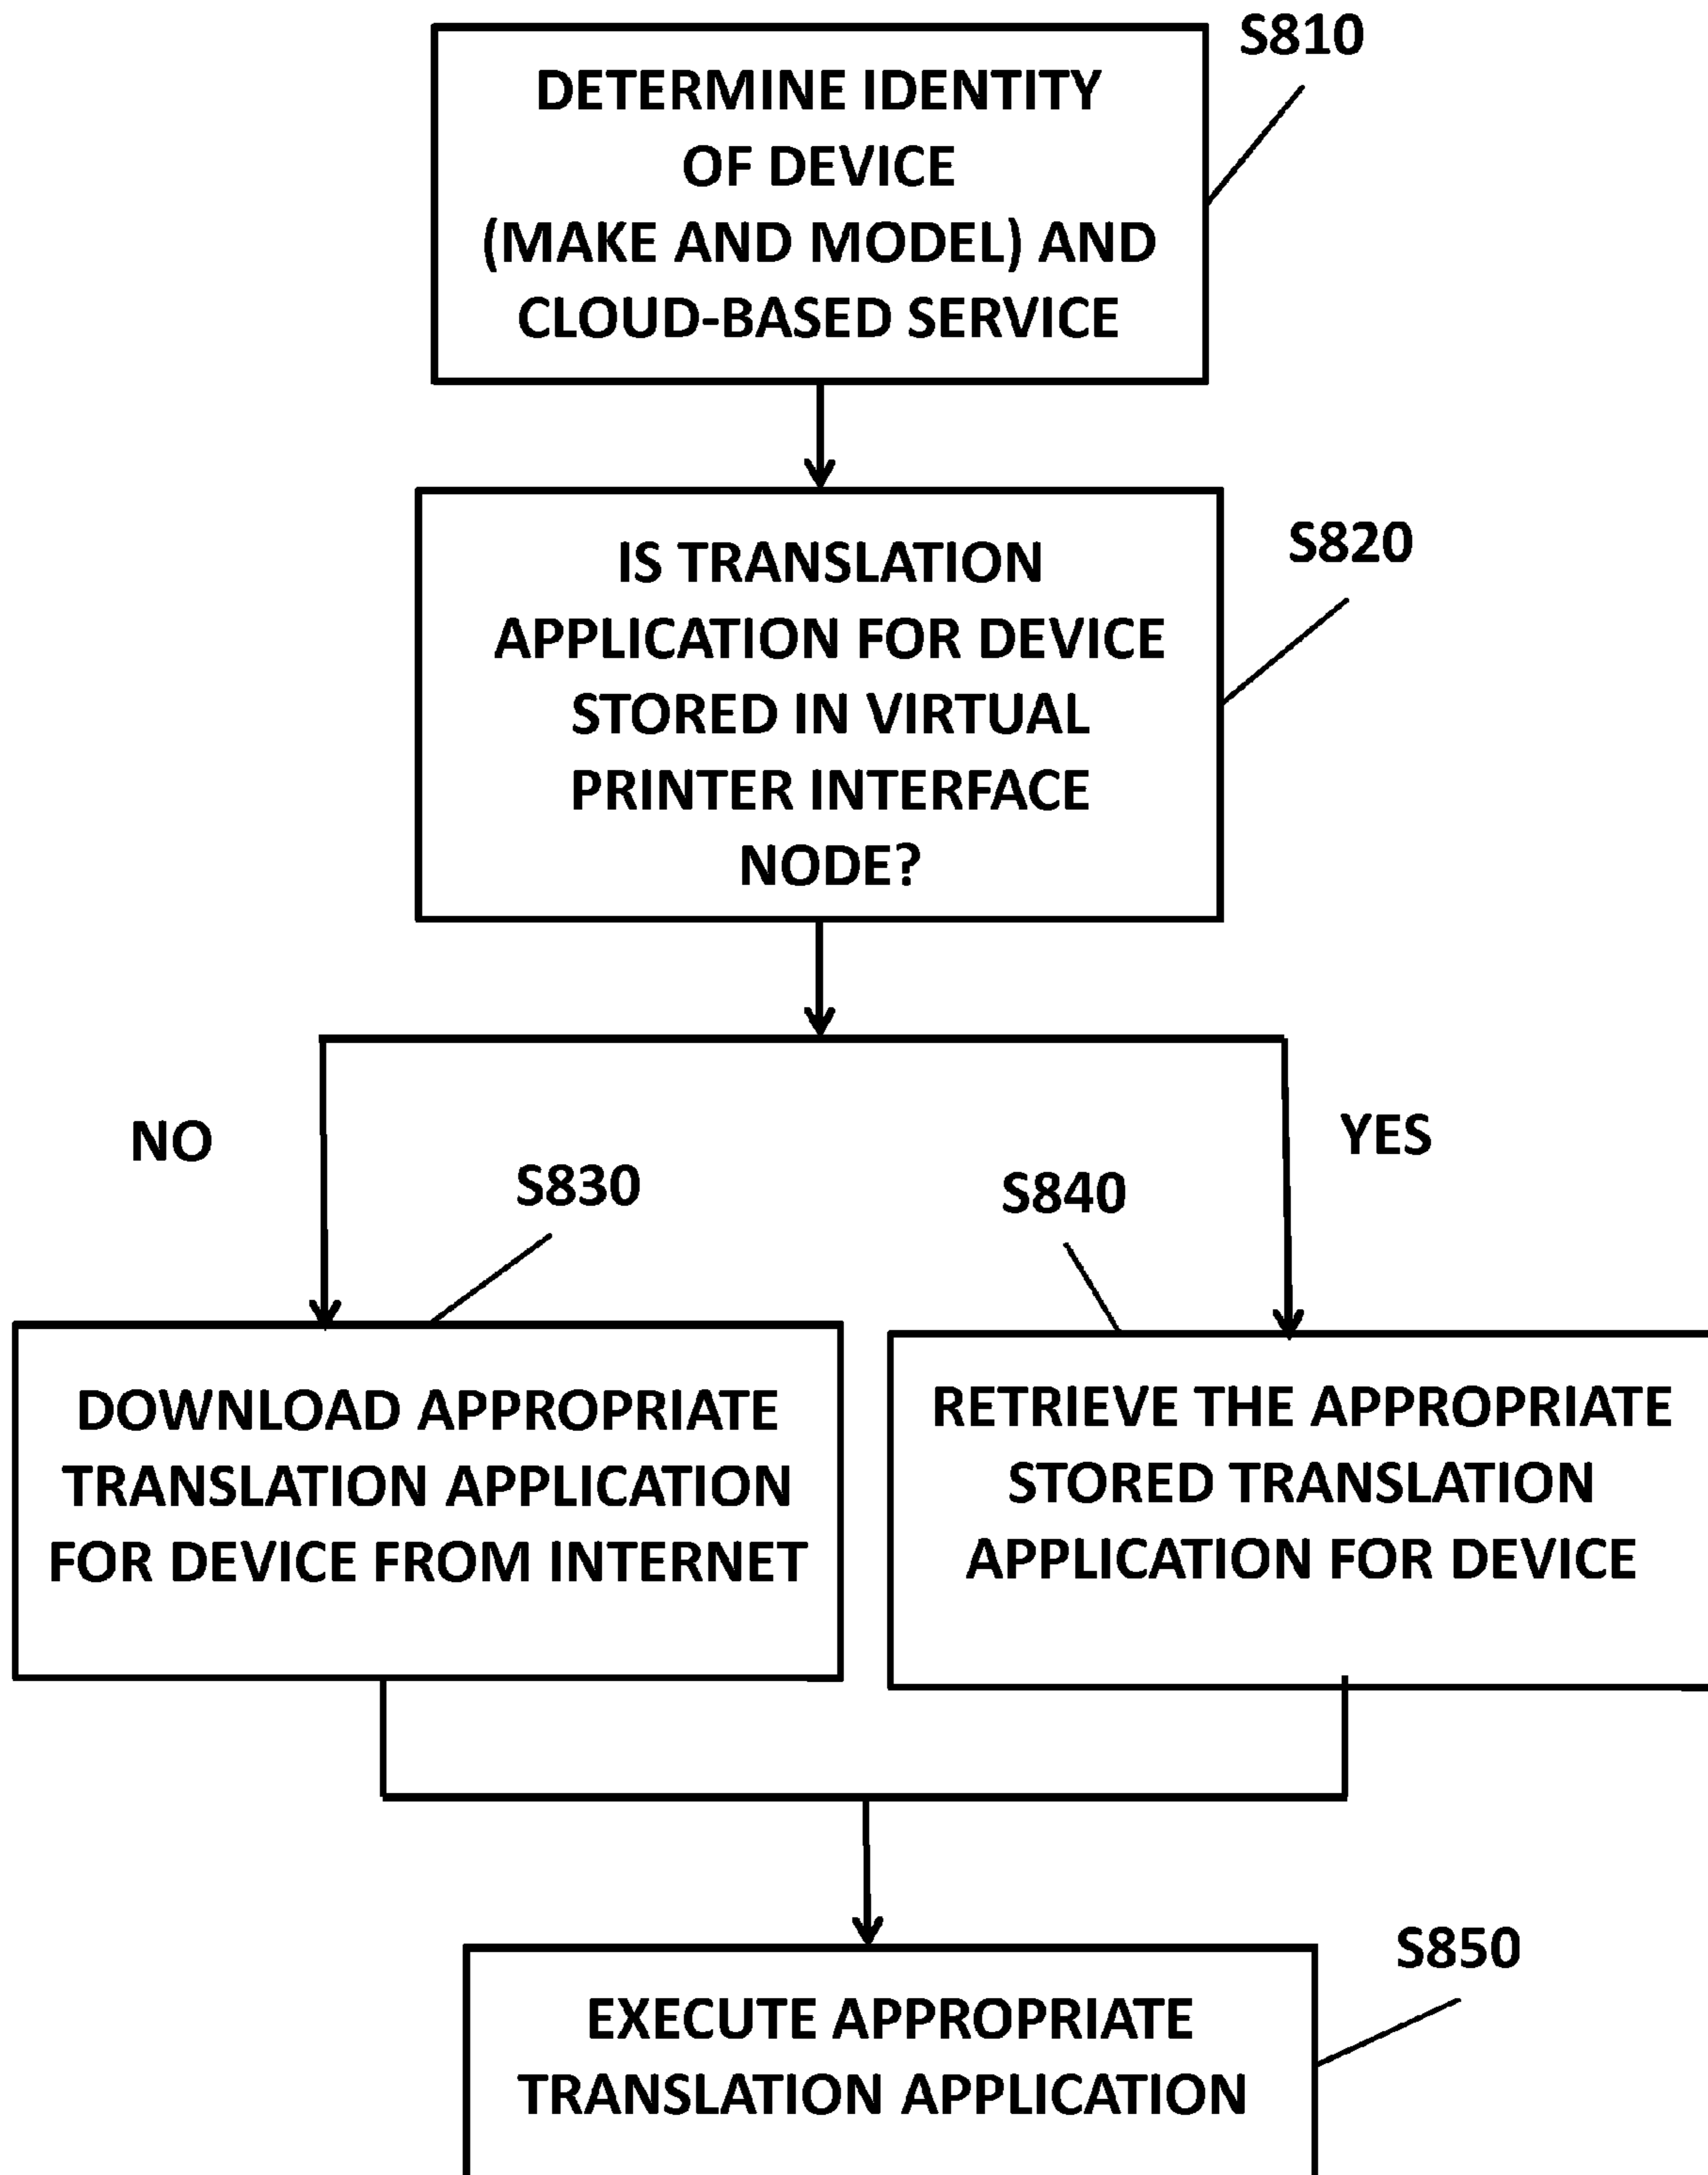 S810
DETERMINE IDENTITY
OF DEVICE
(MAKE AND MODEL) AND
CLOUD-BASED SERVICE
S820
IS TRANSLATION
APPLICATION FOR DEVICE
STORED IN VIRTUAL
PRINTER INTERFACE
NODE?
NO
YES
S830
DOWNLOAD APPROPRIATE
TRANSLATION APPLICATION
FOR DEVICE FROM INTERNET
S840
RETRIEVE THE APPROPRIATE
STORED TRANSLATION
APPLICATION FOR DEVICE
S850
EXECUTE APPROPRIATE
TRANSLATION APPLICATION